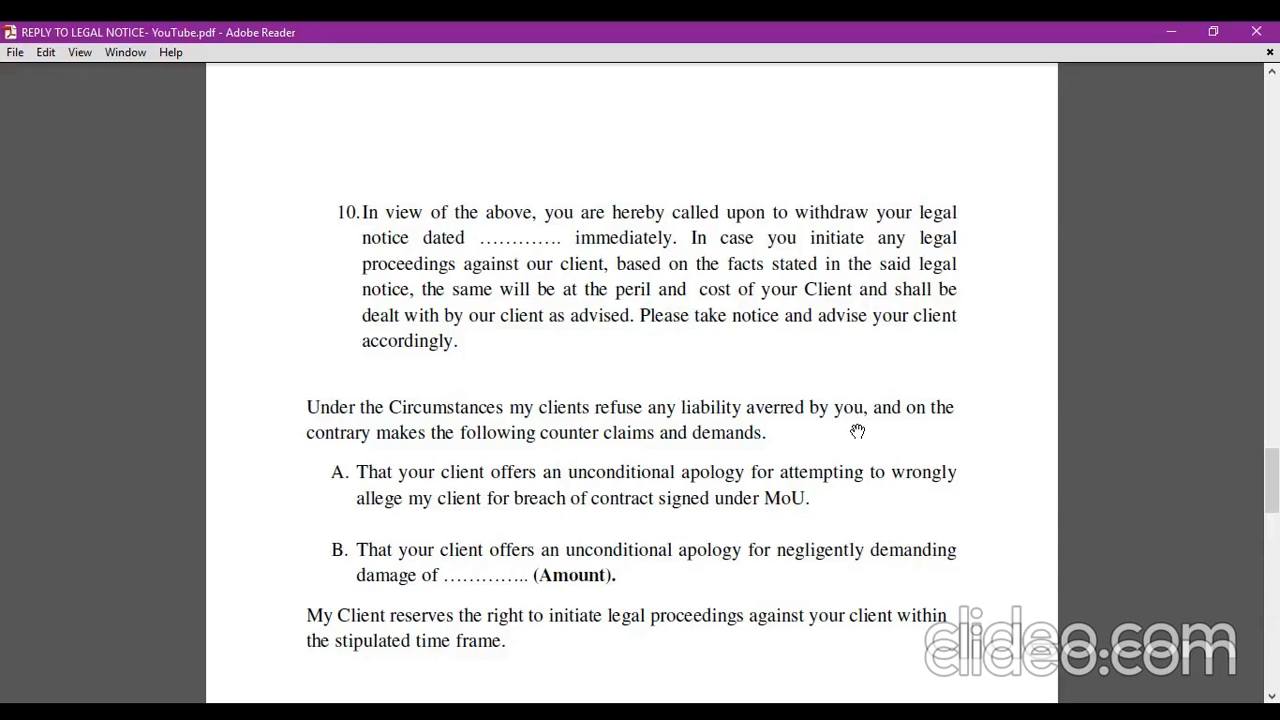 REPLY TO LEGAL NOTICE- YouTube.pdf - Adobe Reader
File Edit View Window Help
10. In view of the above, you are hereby called upon to withdraw your legal
notice dated …………. immediately. In case you initiate any legal
proceedings against our client, based on the facts stated in the said legal
notice, the same will be at the peril and cost of your Client and shall be
dealt with by our client as advised. Please take notice and advise your client
accordingly.
Under the Circumstances my clients refuse any liability averred by you, and on the
contrary makes the following counter claims and demands.
A. That your client offers an unconditional apology for attempting to wrongly
allege my client for breach of contract signed under MoU.
B. That your client offers an unconditional apology for negligently demanding
damage of ………….. (Amount).
My Client reserves the right to initiate legal proceedings against your client within
the stipulated time frame.
clideo.com
clideo.com